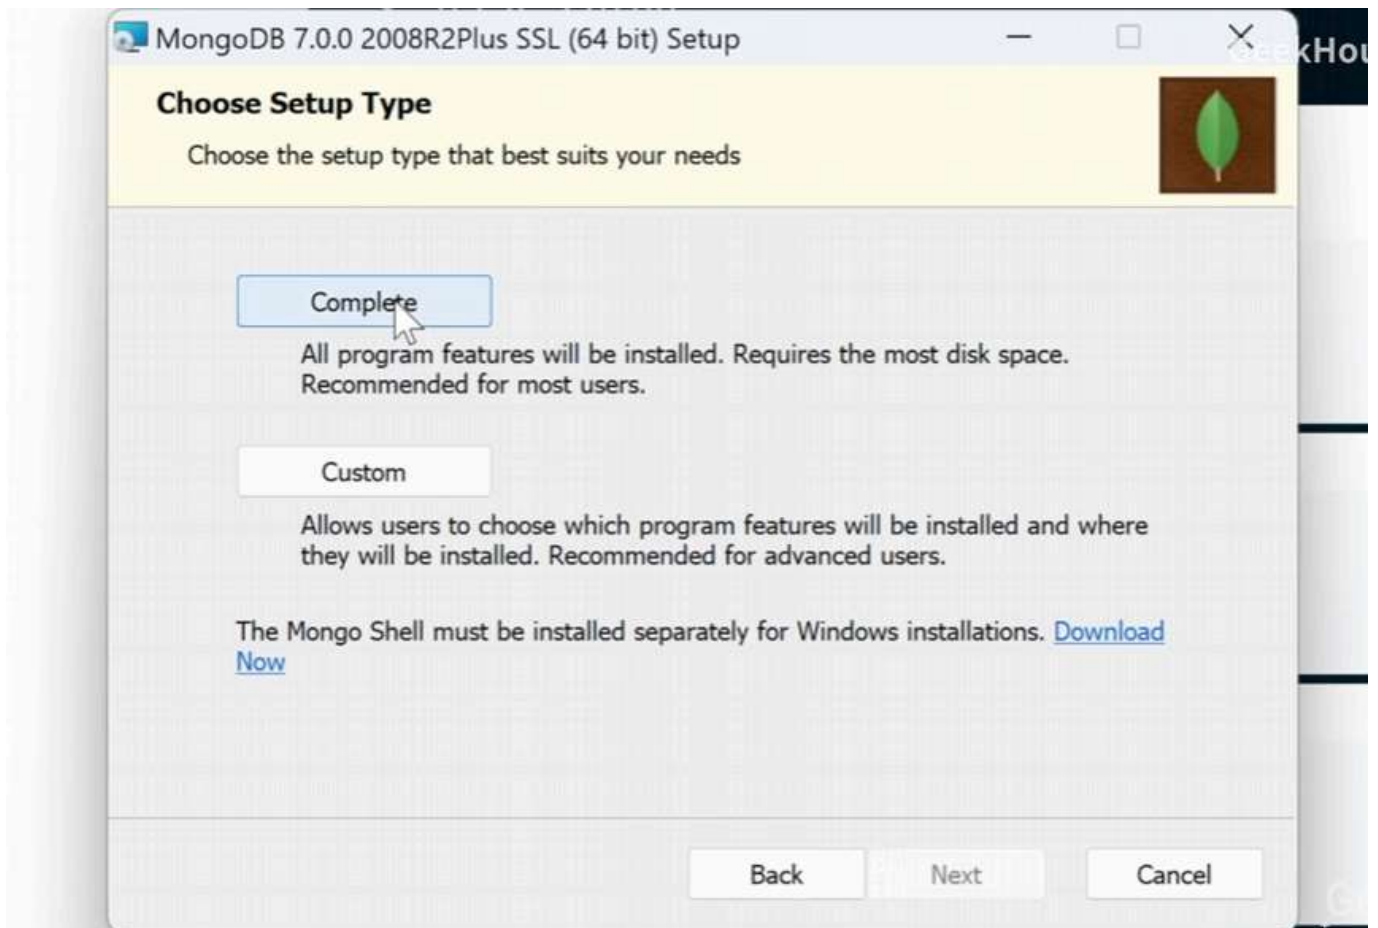 MongoDB 7.0.0 2008R2Plus SSL (64 bit) Setup
Choose Setup Type
Choose the setup type that best suits your needs
Complete
All program features will be installed. Requires the most disk space.
Recommended for most users.
Custom
Allows users to choose which program features will be installed and where
they will be installed. Recommended for advanced users.
The Mongo Shell must be installed separately for Windows installations. Download
Now
Back Next Cancel